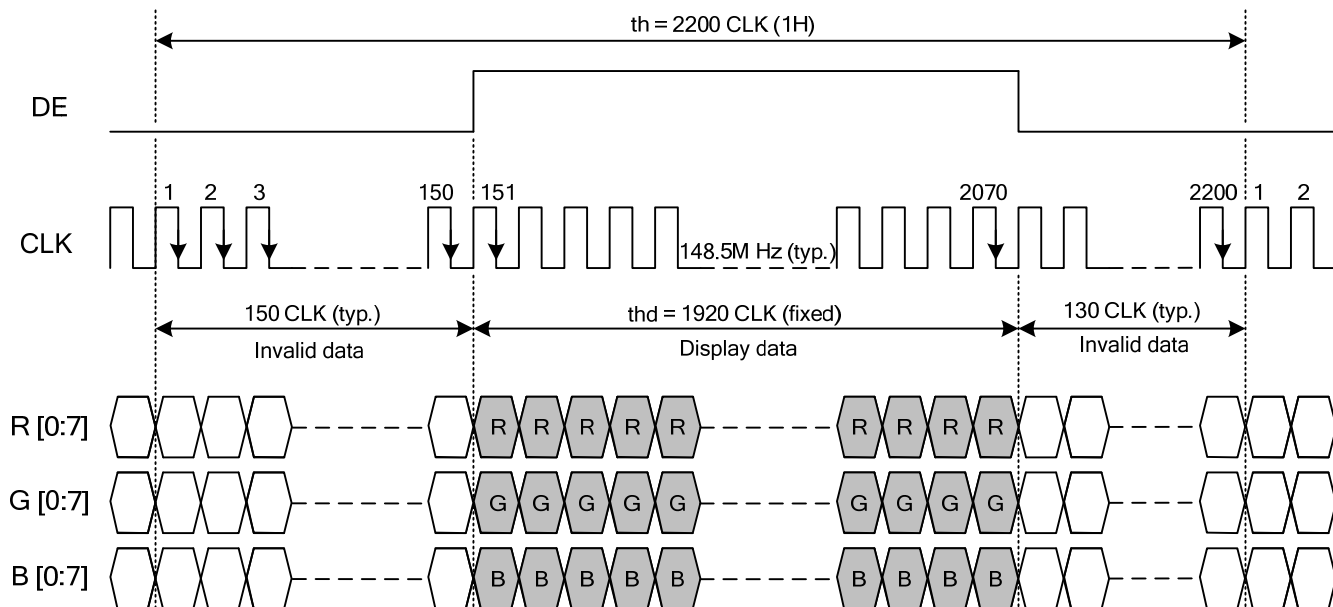 th = 2200 CLK (1H)
DE
1 2 3 150 151 2070 2200 1 2
CLK
148.5M Hz (typ.)
150 CLK (typ.) thd = 1920 CLK (fixed) 130 CLK (typ.)
Invalid data Display data Invalid data
R [0:7] R R R R R R R R R
G [0:7] G G G G G G G G G
B [0:7] B B B B B B B B B